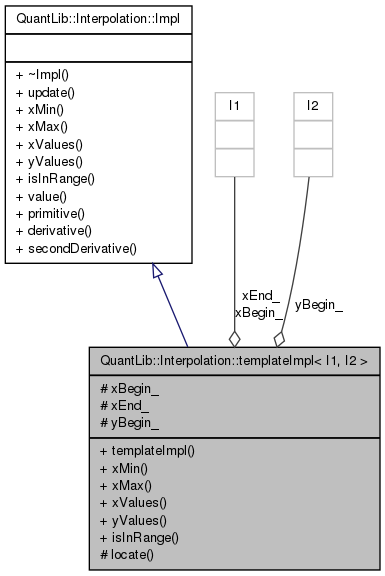 QuantLib::Interpolation::Impl
+ ~Impl()
+ update()
+ xMin()
+ xMax()
+ xValues()
+ yValues()
+ isInRange()
+ value()
+ primitive()
+ derivative()
+ secondDerivative()
I1
I2
xEnd_
xBegin_
yBegin_
QuantLib::Interpolation::templateImpl< I1, I2 >
# xBegin_
# xEnd_
# yBegin_
+ templateImpl()
+ xMin()
+ xMax()
+ xValues()
+ yValues()
+ isInRange()
# locate()